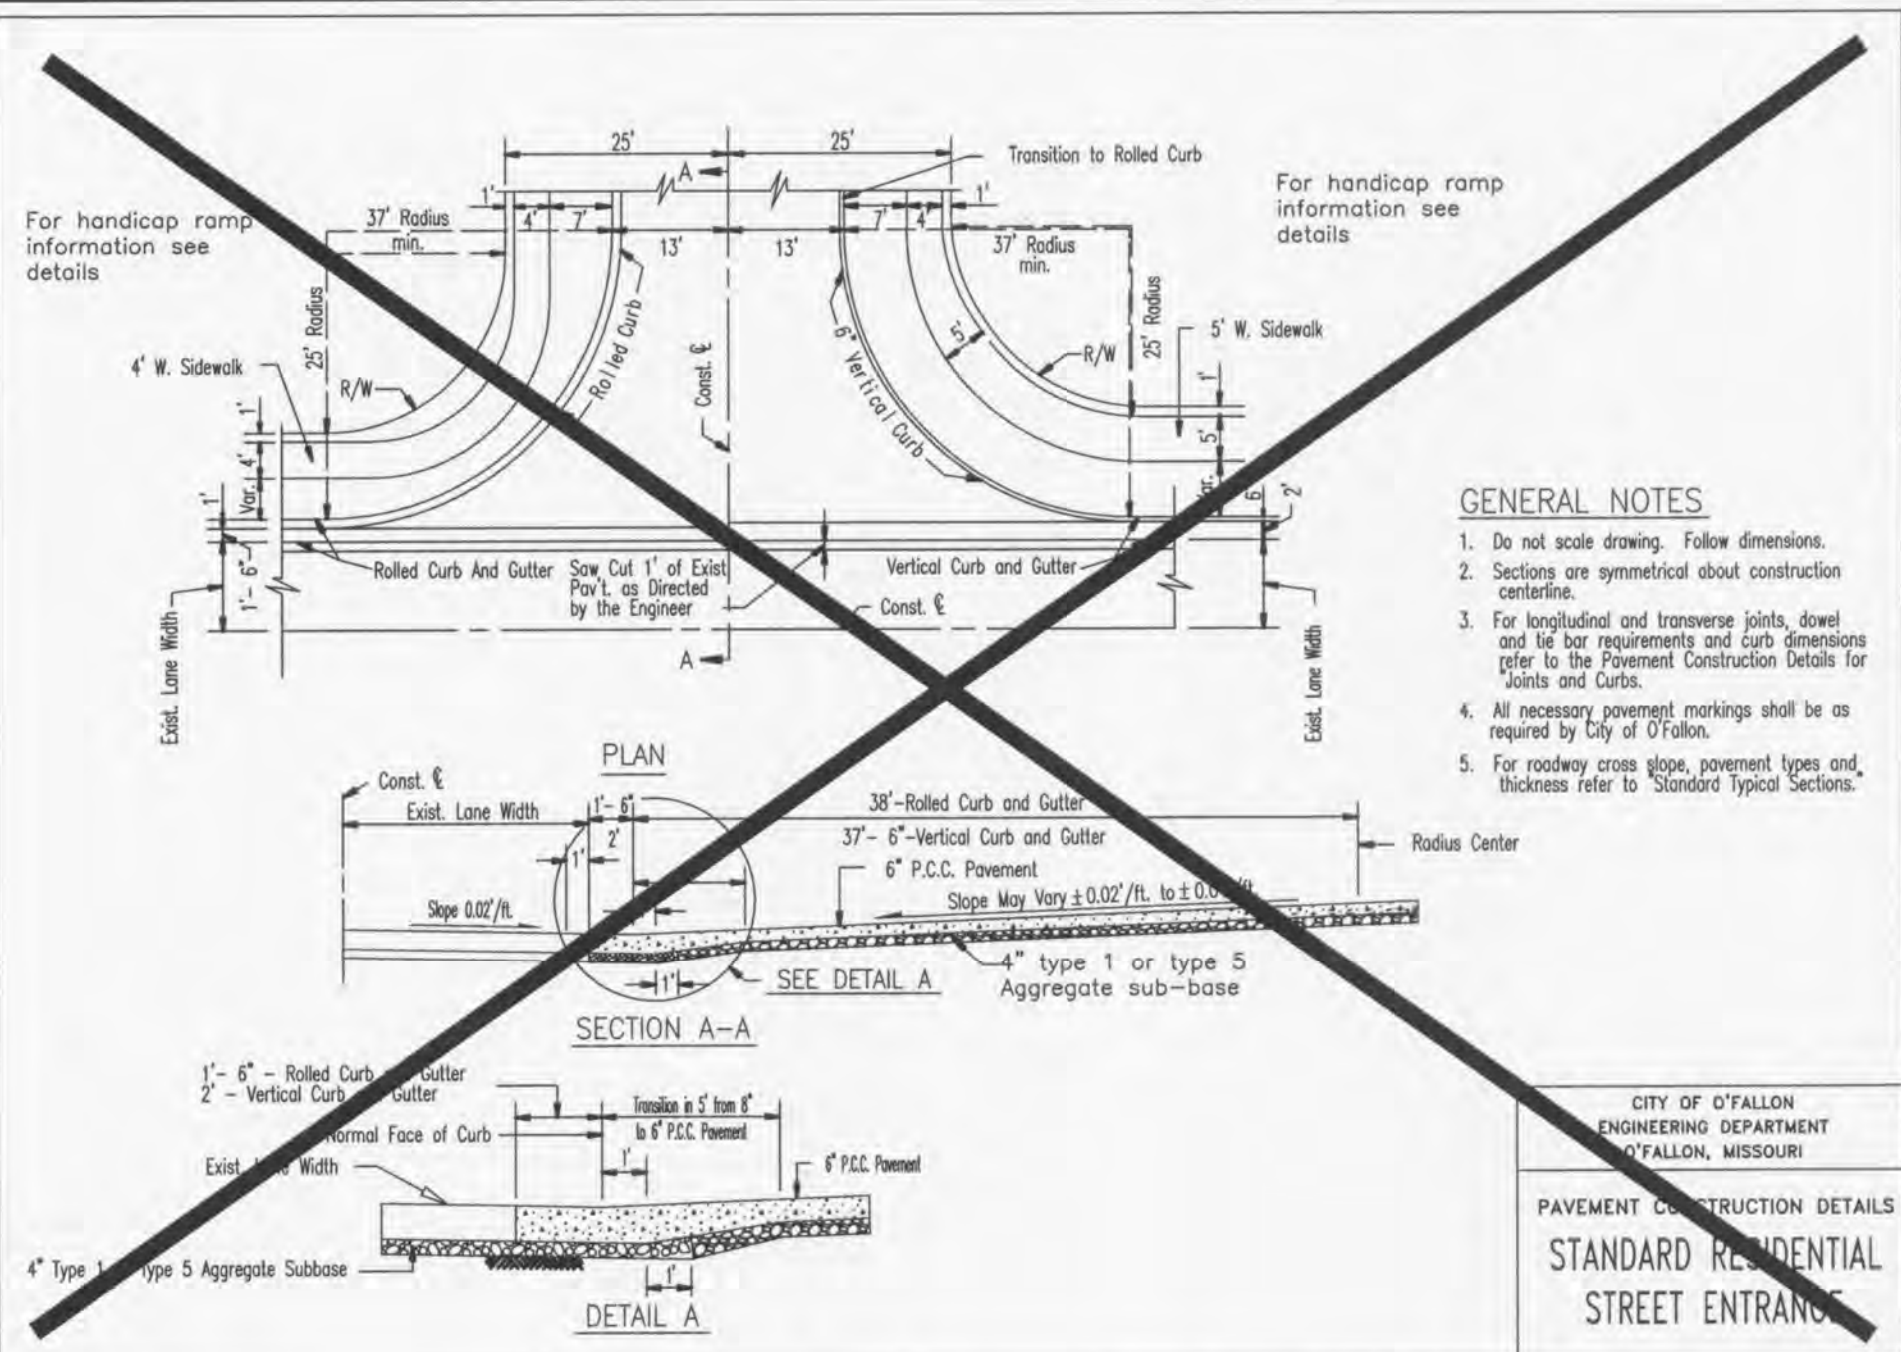 25'
25'
Transition to Rolled Curb
A
For handicap ramp
information see
details
For handicap ramp
information see
details
37' Radius
min.
1'
4'
7'
13'
13'
7'
4'
1'
37' Radius
min.
25' Radius
25' Radius
4' W. Sidewalk
R/W
Rolled Curb
Const. ℄
6" Vertical Curb
5'
R/W
5' W. Sidewalk
1'
4'
Var.
1'
1'- 6"
1'
5'
6"
2'
Rolled Curb And Gutter
Saw Cut 1' of Exist
Pav't. as Directed
by the Engineer
Vertical Curb and Gutter
Const. ℄
A
Exist. Lane Width
Exist. Lane Width
PLAN
GENERAL NOTES
1. Do not scale drawing. Follow dimensions.
2. Sections are symmetrical about construction
centerline.
3. For longitudinal and transverse joints, dowel
and tie bar requirements and curb dimensions
refer to the Pavement Construction Details for
"Joints and Curbs.
4. All necessary pavement markings shall be as
required by City of O'Fallon.
5. For roadway cross slope, pavement types and
thickness refer to "Standard Typical Sections."
Const. ℄
Exist. Lane Width
1'- 6"
2'
1'
38'-Rolled Curb and Gutter
37'- 6"-Vertical Curb and Gutter
Radius Center
6" P.C.C. Pavement
Slope 0.02'/ft.
Slope May Vary ±0.02'/ft. to
1'
SEE DETAIL A
4" type 1 or type 5
Aggregate sub-base
SECTION A-A
1'- 6" - Rolled Curb Gutter
2' - Vertical Curb Gutter
Transition in 5' from 8"
to 6" P.C.C. Pavement
Normal Face of Curb
1'
Exist. Width
6" P.C.C. Pavement
4" Type 1 Type 5 Aggregate Subbase
1'
DETAIL A
CITY OF O'FALLON
ENGINEERING DEPARTMENT
O'FALLON, MISSOURI
PAVEMENT CONSTRUCTION DETAILS
STANDARD RESIDENTIAL
STREET ENTRANCE